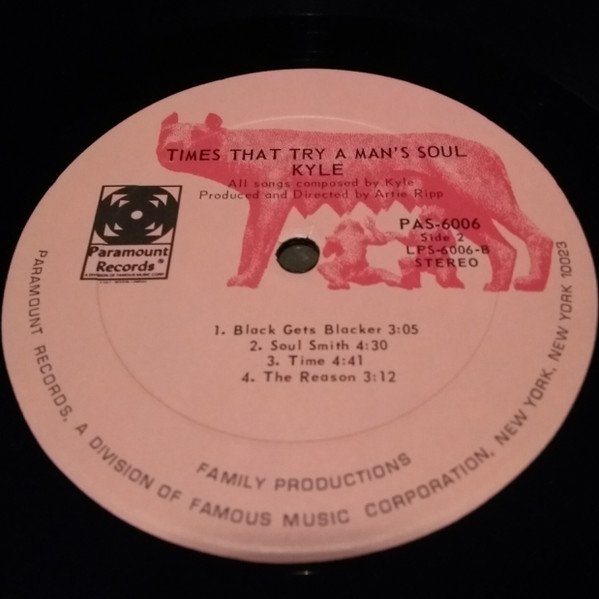 TIMES THAT TRY A MAN'S SOUL
KYLE
All songs composed by Kyle
Produced and Directed by Artie Ripp
Paramount
Records®
PAS-6006
Side 2
LPS-6006-B
STEREO
1. Black Gets Blacker 3:05
2. Soul Smith 4:30
3. Time 4:41
4. The Reason 3:12
FAMILY PRODUCTIONS
PARAMOUNT RECORDS, A DIVISION OF FAMOUS MUSIC CORPORATION, NEW YORK, NEW YORK 10023